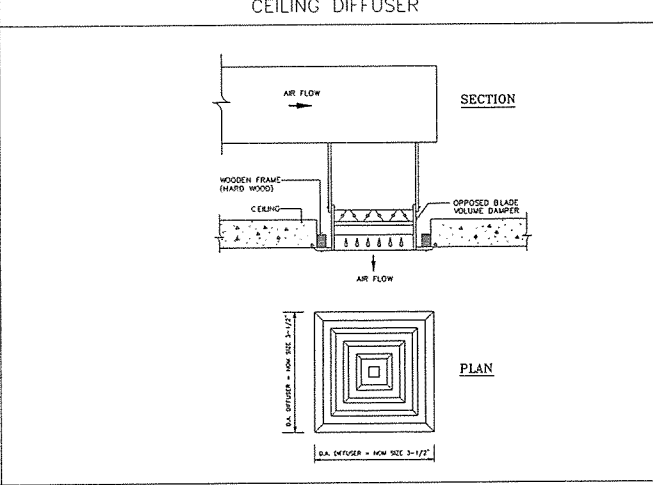 CEILING DIFFUSER
AIR FLOW
SECTION
WOODEN FRAME
(HARD WOOD)
CEILING
OPPOSED BLADE
VOLUME DAMPER
AIR FLOW
O.A. DIFFUSER = NOM SIZE 3-1/2"
PLAN
O.A. DIFFUSER = NOM SIZE 3-1/2"